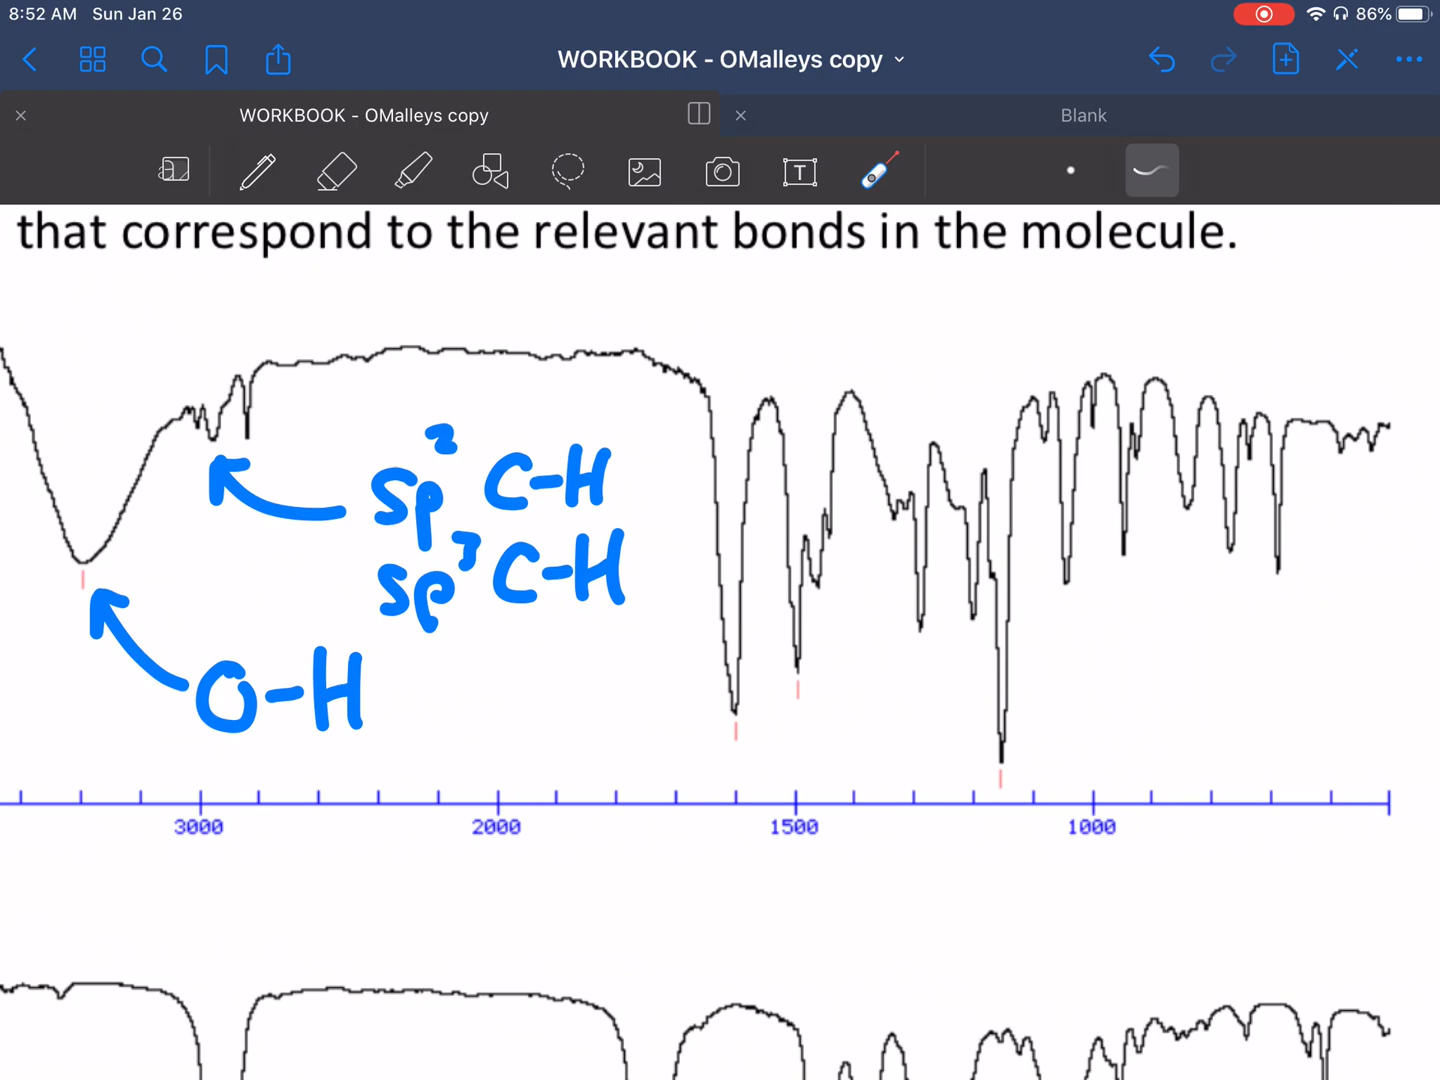 8:52 AM Sun Jan 26
86%
WORKBOOK - OMalleys copy
WORKBOOK - OMalleys copy
Blank
T
that correspond to the relevant bonds in the molecule.
sp² C-H
sp³ C-H
O-H
3000 2000 1500 1000